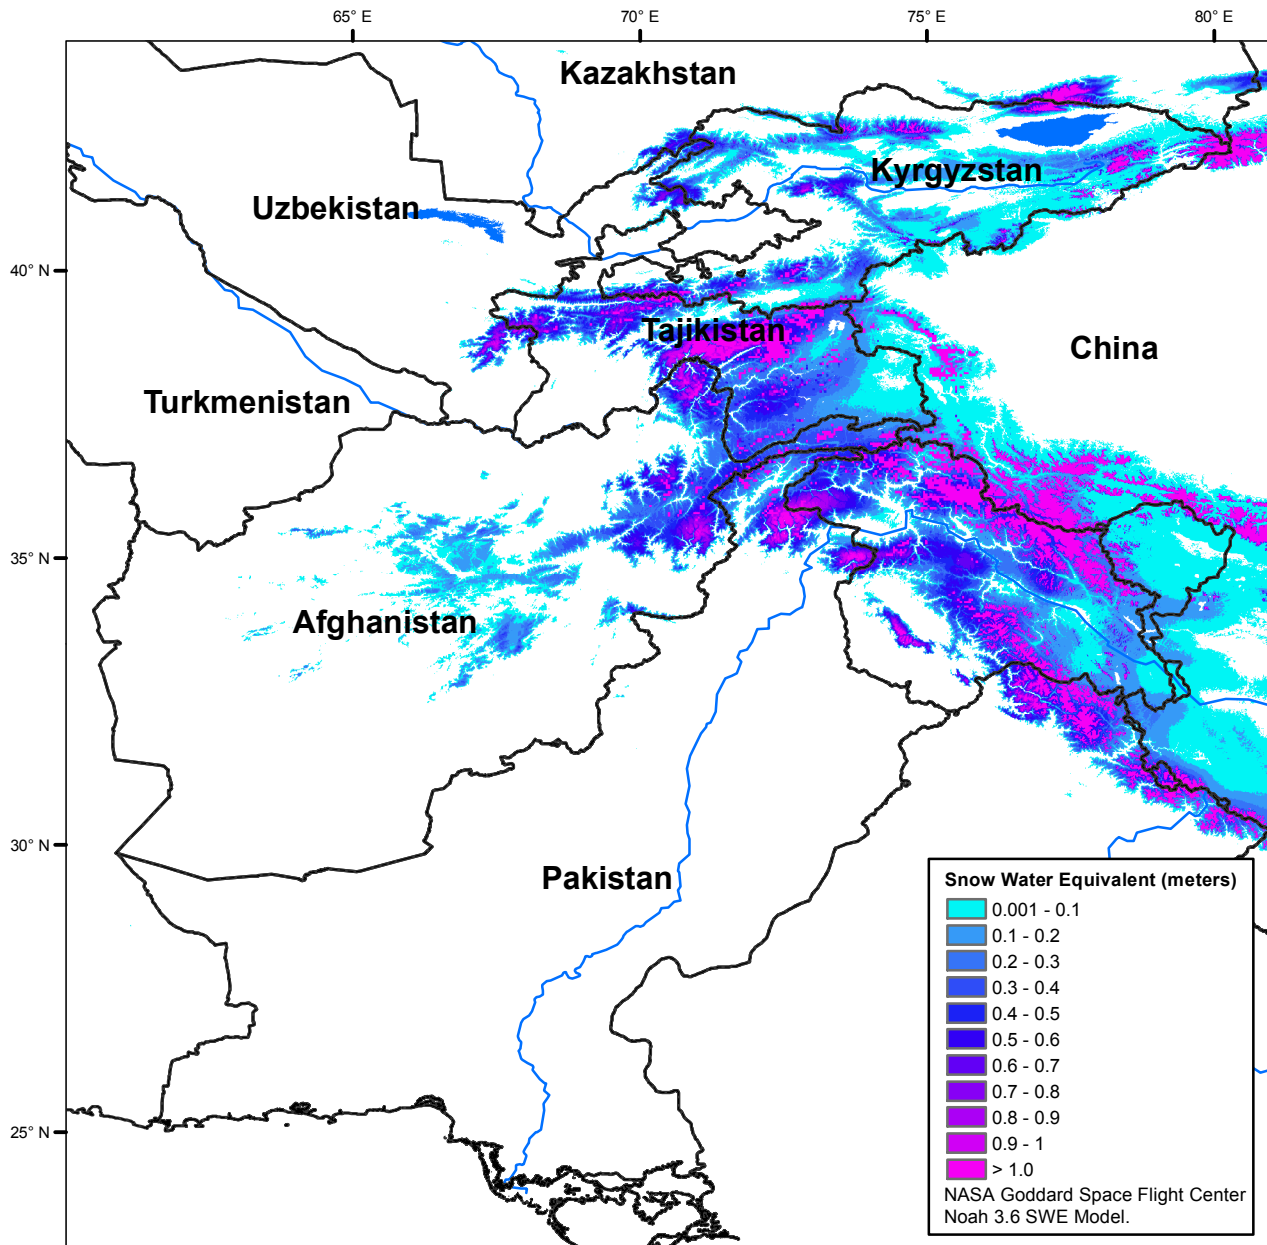 65° E
70° E
75° E
80° E
Kazakhstan
Kyrgyzstan
Uzbekistan
40° N
Tajikistan
China
Turkmenistan
35° N
Afghanistan
30° N
Pakistan
25° N
Snow Water Equivalent (meters)
0.001 - 0.1
0.1 - 0.2
0.2 - 0.3
0.3 - 0.4
0.4 - 0.5
0.5 - 0.6
0.6 - 0.7
0.7 - 0.8
0.8 - 0.9
0.9 - 1
> 1.0
NASA Goddard Space Flight Center
Noah 3.6 SWE Model.